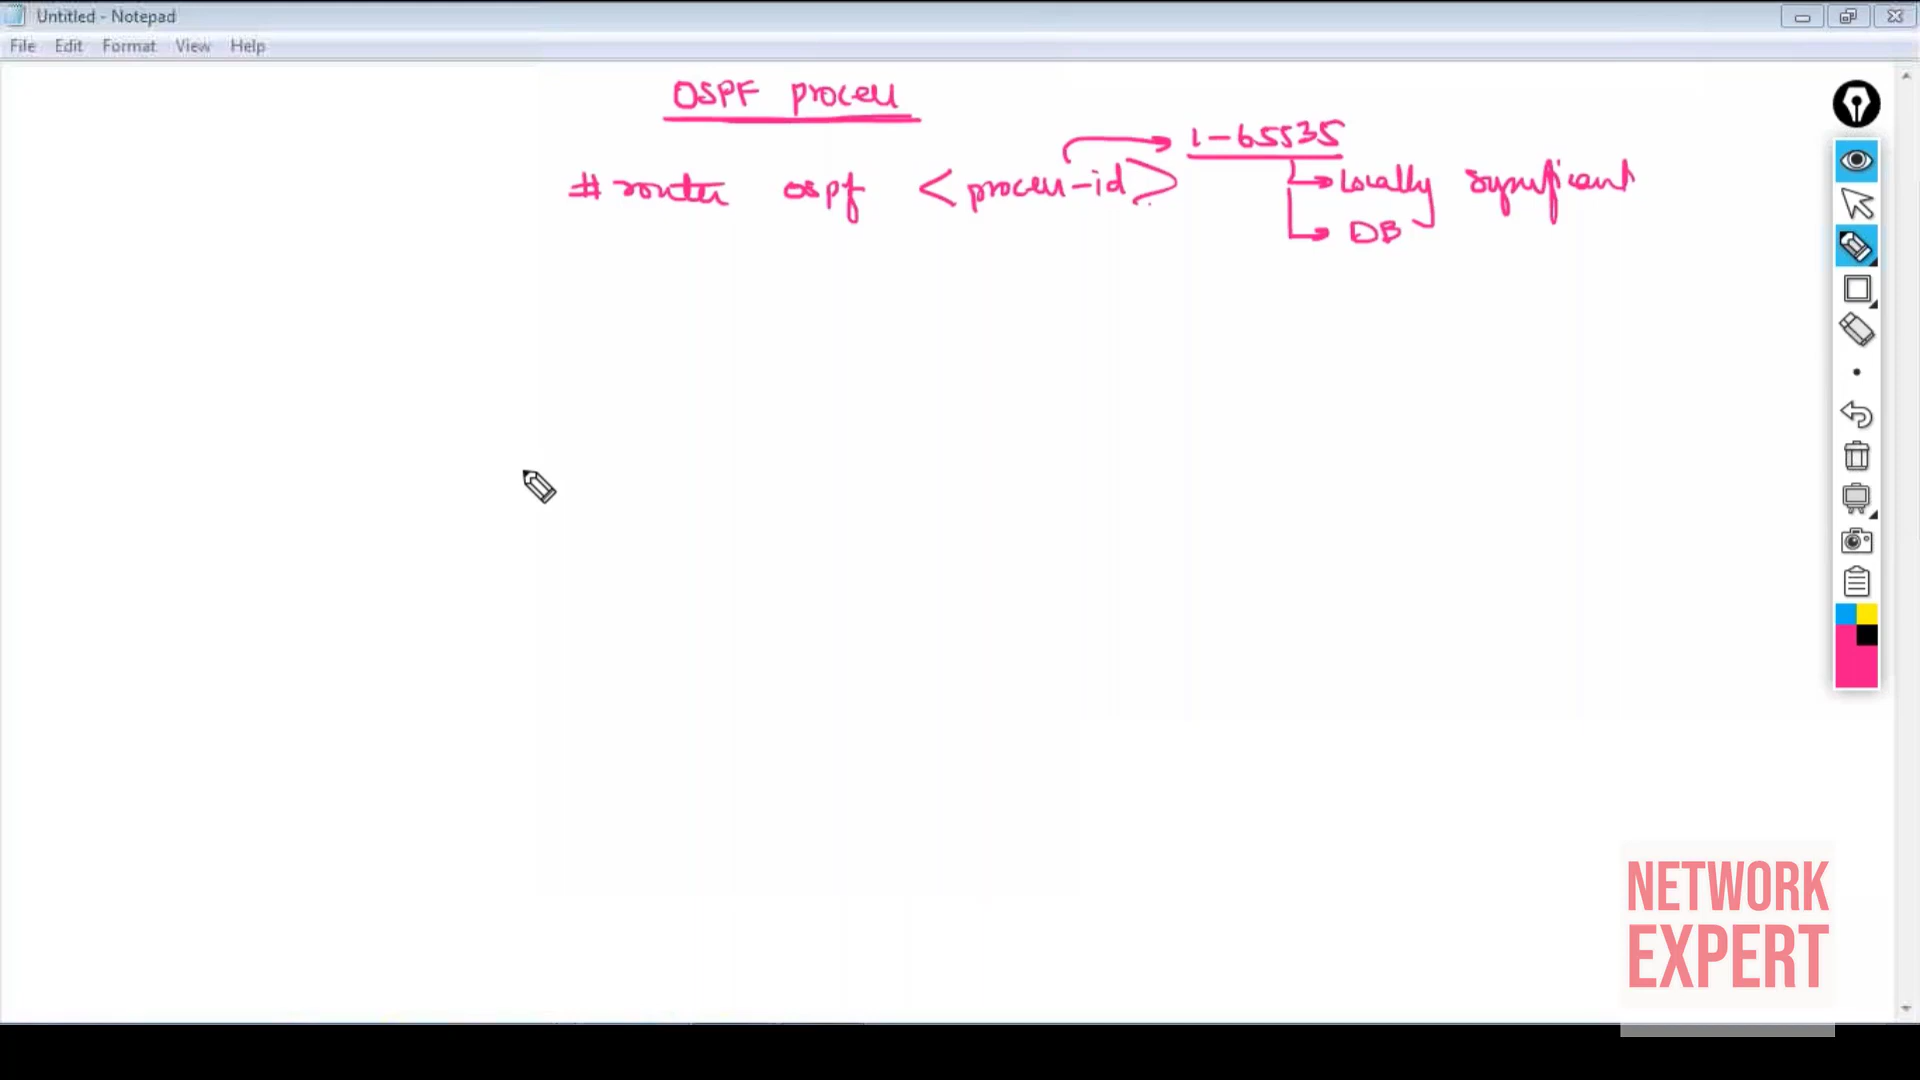 Untitled - Notepad
File Edit Format View Help
OSPF process
1-65535
# router ospf <process-id>
Locally significant
DB
NETWORK
EXPERT